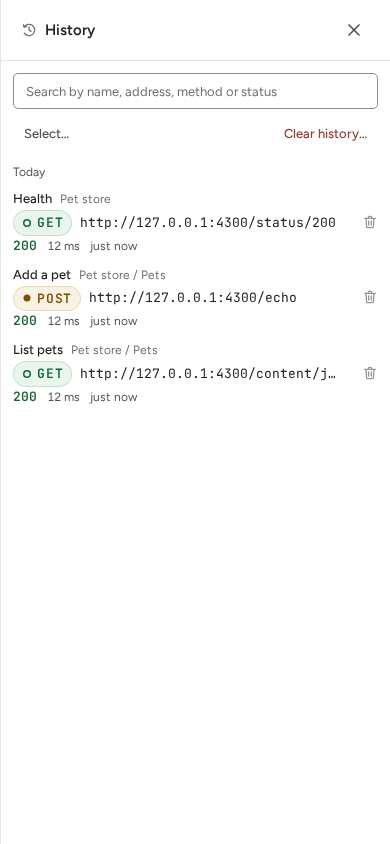 History
Search by name, address, method or status
Select...
Clear history...
Today
Health Pet store
GET http://127.0.0.1:4300/status/200
200 12 ms just now
Add a pet Pet store / Pets
POST http://127.0.0.1:4300/echo
200 12 ms just now
List pets Pet store / Pets
GET http://127.0.0.1:4300/content/j…
200 12 ms just now